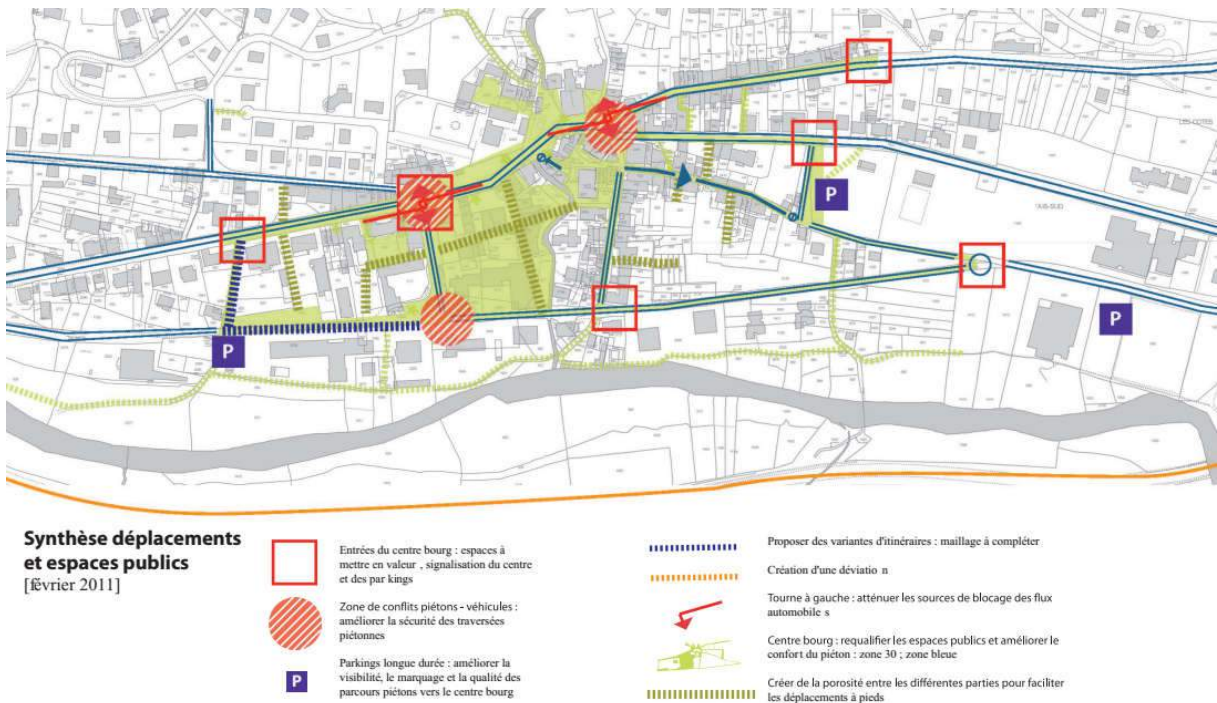 P
P
P
Synthèse déplacements
et espaces publics
[février 2011]
Entrées du centre bourg : espaces à
mettre en valeur , signalisation du centre
et des par kings
Zone de conflits piétons - véhicules :
améliorer la sécurité des traversées
piétonnes
P
Parkings longue durée : améliorer la
visibilité, le marquage et la qualité des
parcours piétons vers le centre bourg
Proposer des variantes d'itinéraires : maillage à compléter
Création d'une déviatio n
Tourne à gauche : atténuer les sources de blocage des flux
automobile s
Centre bourg : requalifier les espaces publics et améliorer le
confort du piéton : zone 30 ; zone bleue
Créer de la porosité entre les différentes parties pour faciliter
les déplacements à pieds